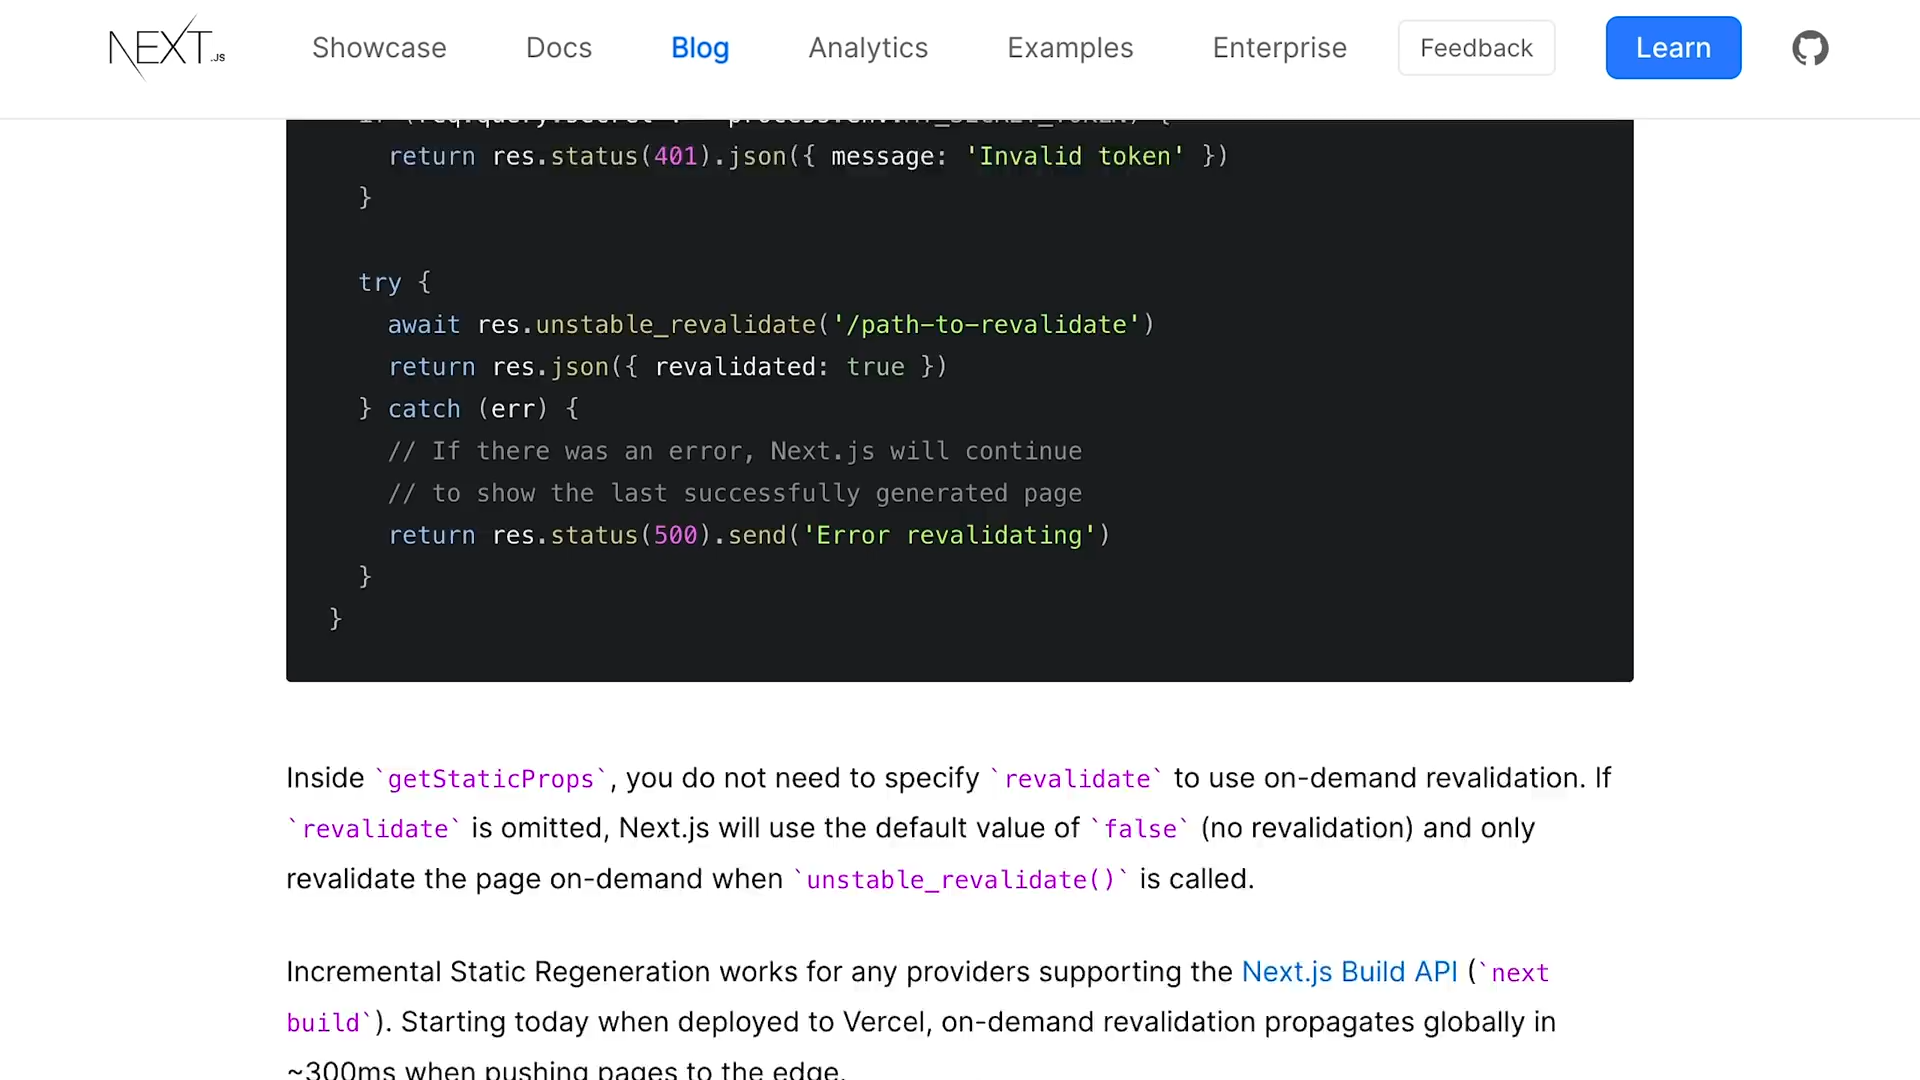 NEXT.JS Showcase Docs Blog Analytics Examples Enterprise Feedback Learn
return res.status(401).json({ message: 'Invalid token' })
}
try {
await res.unstable_revalidate('/path-to-revalidate')
return res.json({ revalidated: true })
} catch (err) {
// If there was an error, Next.js will continue
// to show the last successfully generated page
return res.status(500).send('Error revalidating')
}
}
Inside `getStaticProps`, you do not need to specify `revalidate` to use on-demand revalidation. If
`revalidate` is omitted, Next.js will use the default value of `false` (no revalidation) and only
revalidate the page on-demand when `unstable_revalidate()` is called.
Incremental Static Regeneration works for any providers supporting the Next.js Build API (`next
build`). Starting today when deployed to Vercel, on-demand revalidation propagates globally in
~300ms when pushing pages to the edge.